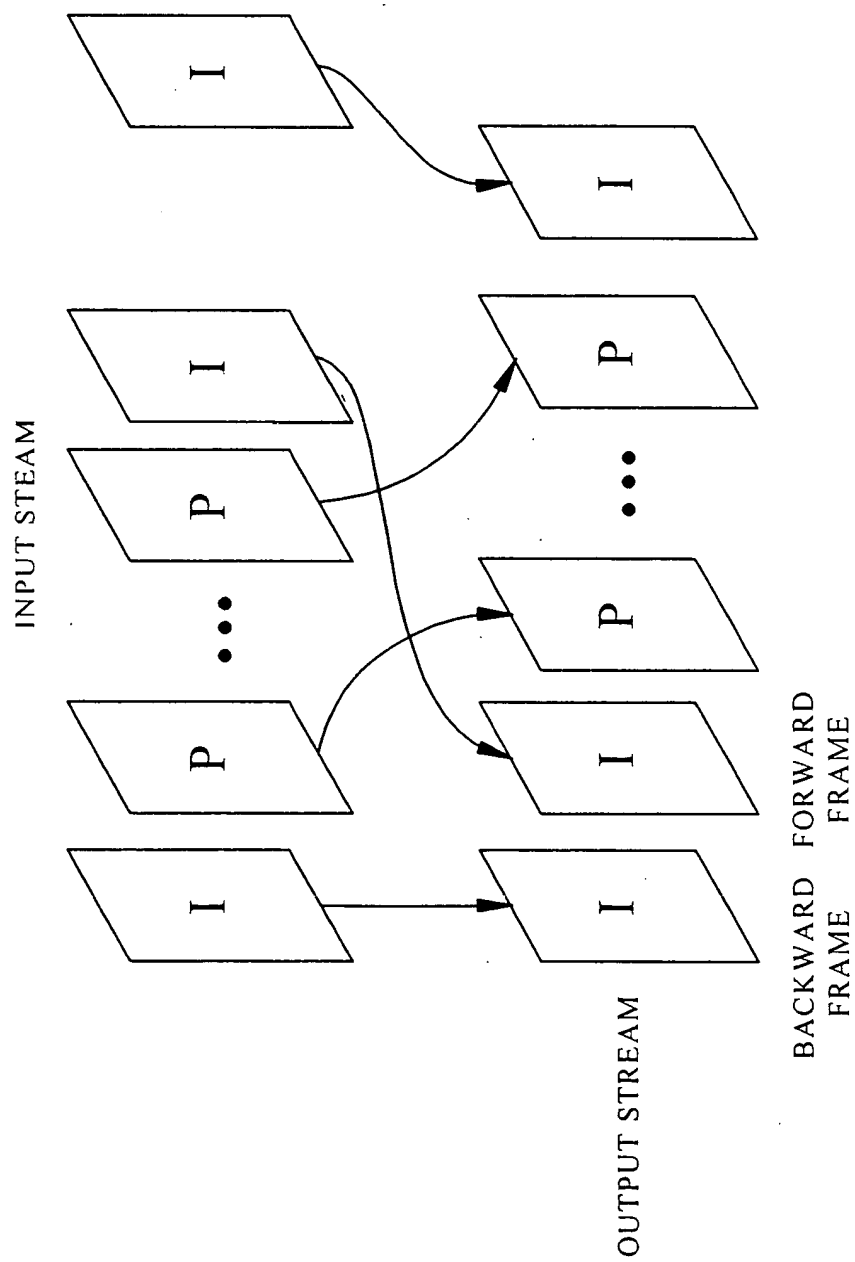 INPUT STEAM
I P ••• P I I
I I P ••• P I
OUTPUT STREAM
BACKWARD
FRAME
FORWARD
FRAME